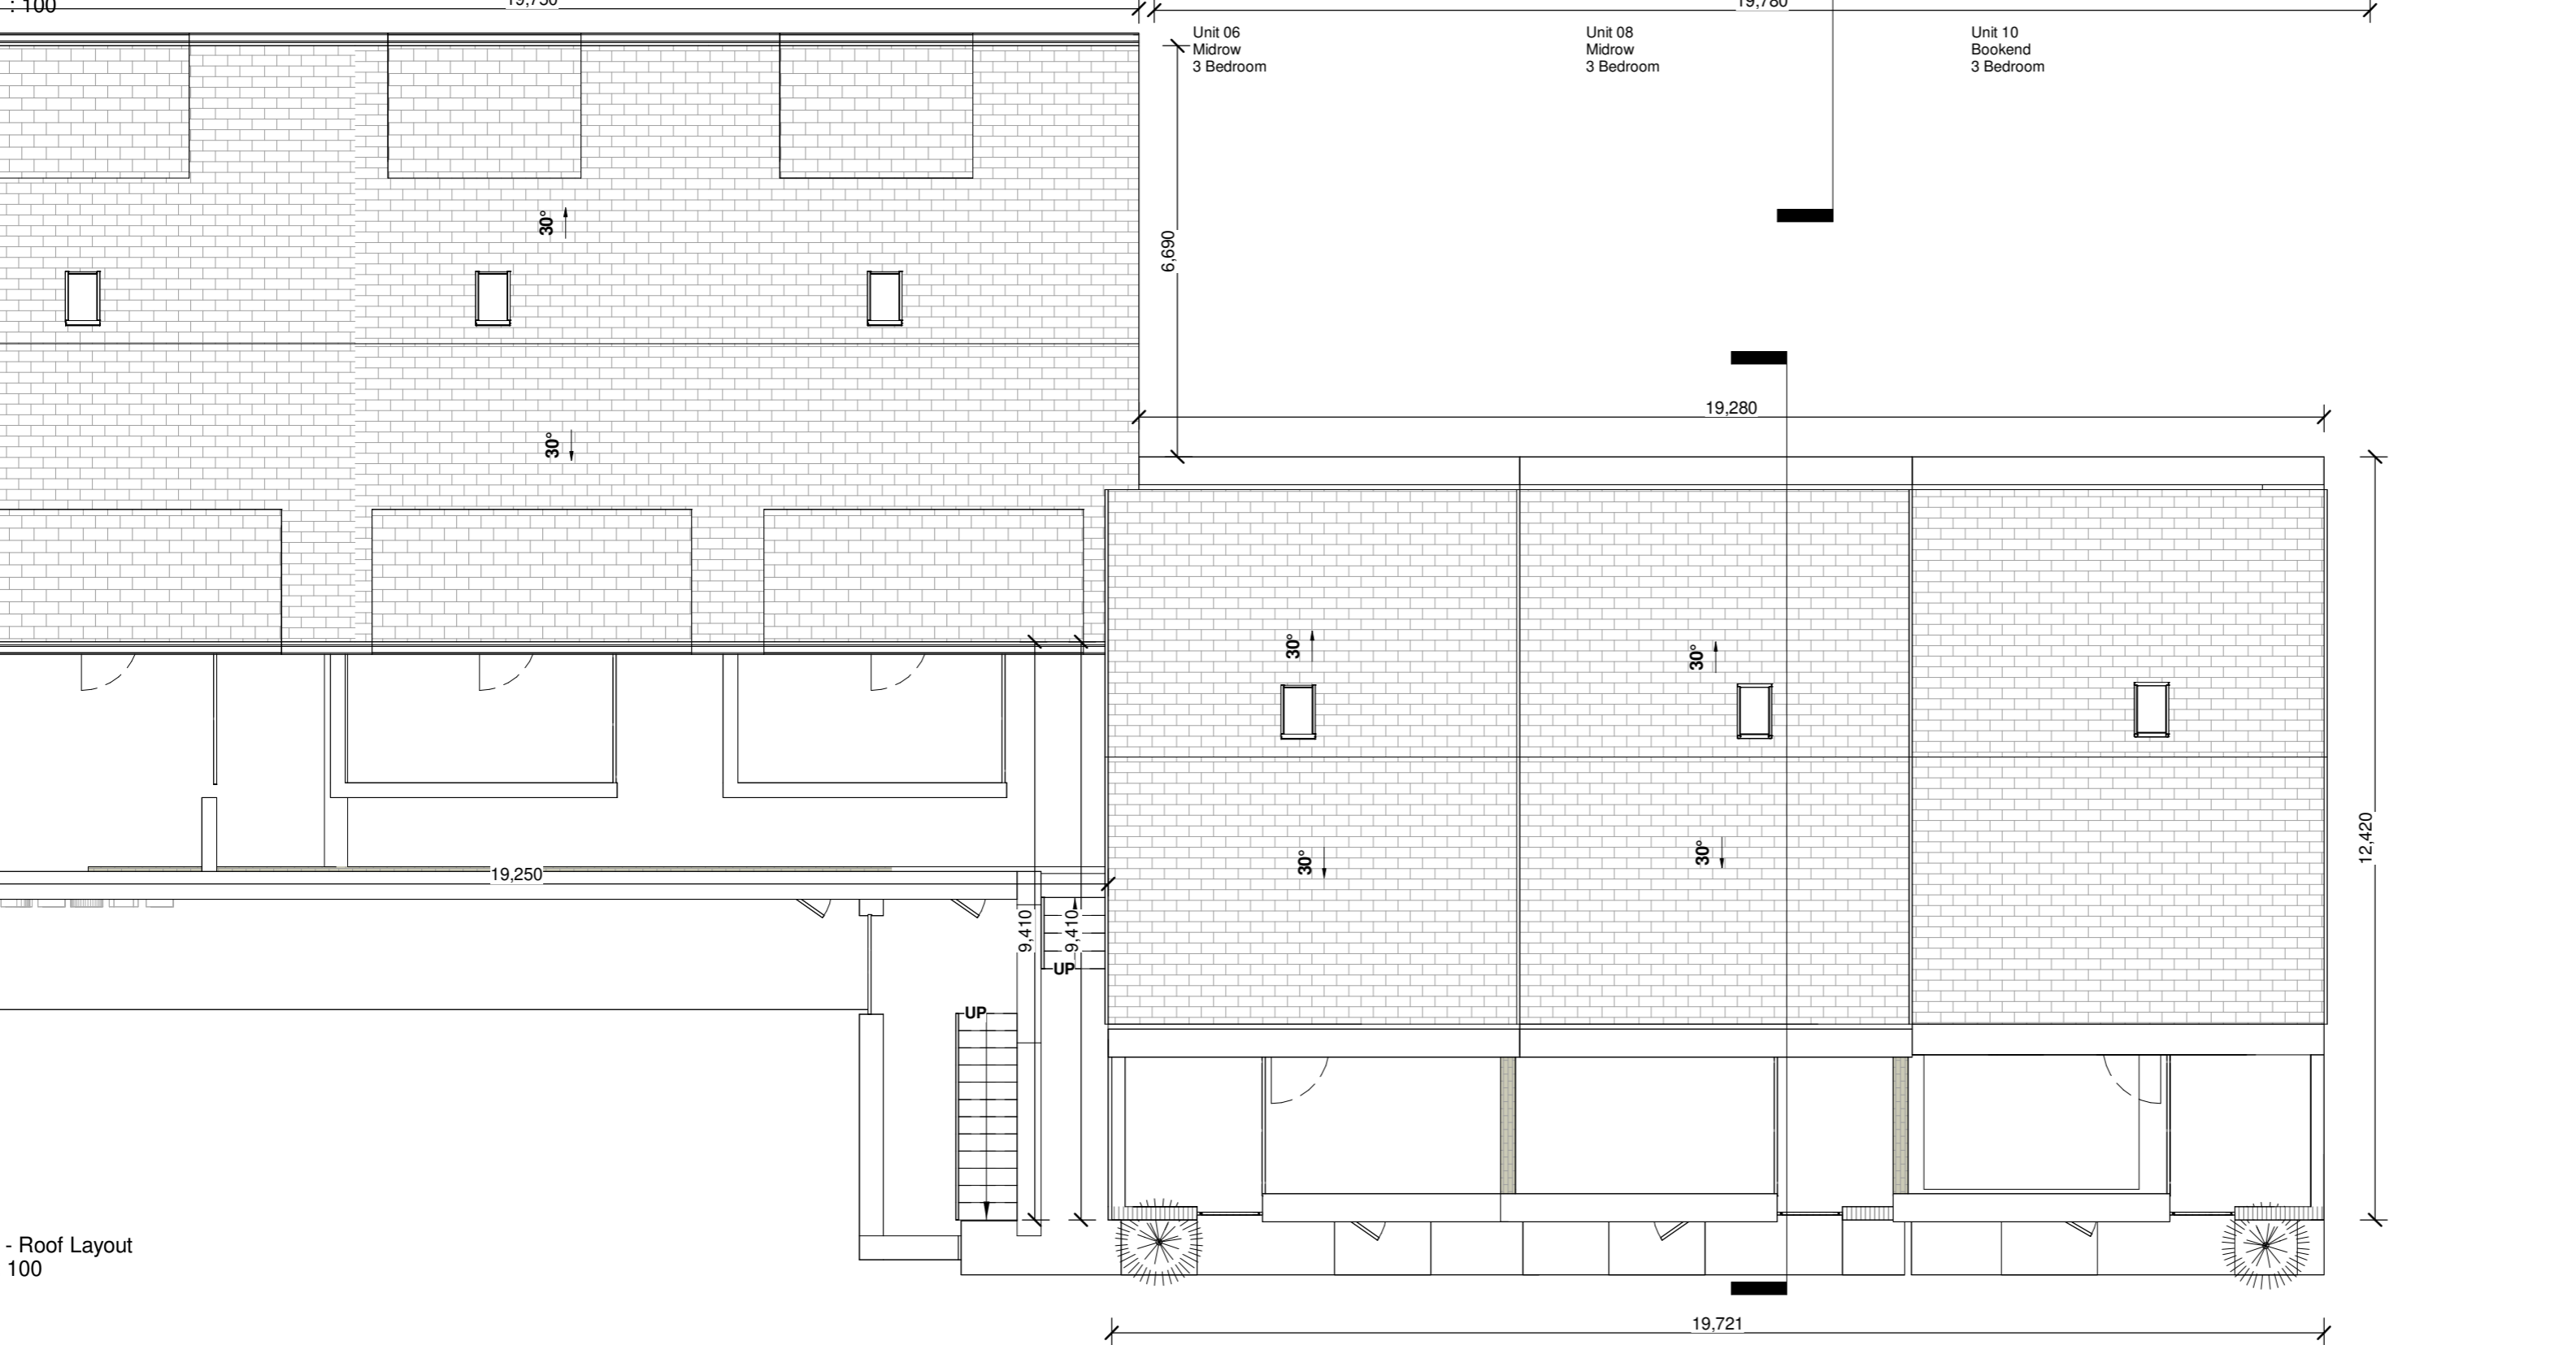 : 100
19,750
19,780
Unit 06
Midrow
3 Bedroom
Unit 08
Midrow
3 Bedroom
Unit 10
Bookend
3 Bedroom
30°
6,690
19,280
30°
30°
30°
12,420
30°
30°
19,250
9,410
9,410
UP
UP
- Roof Layout
100
19,721